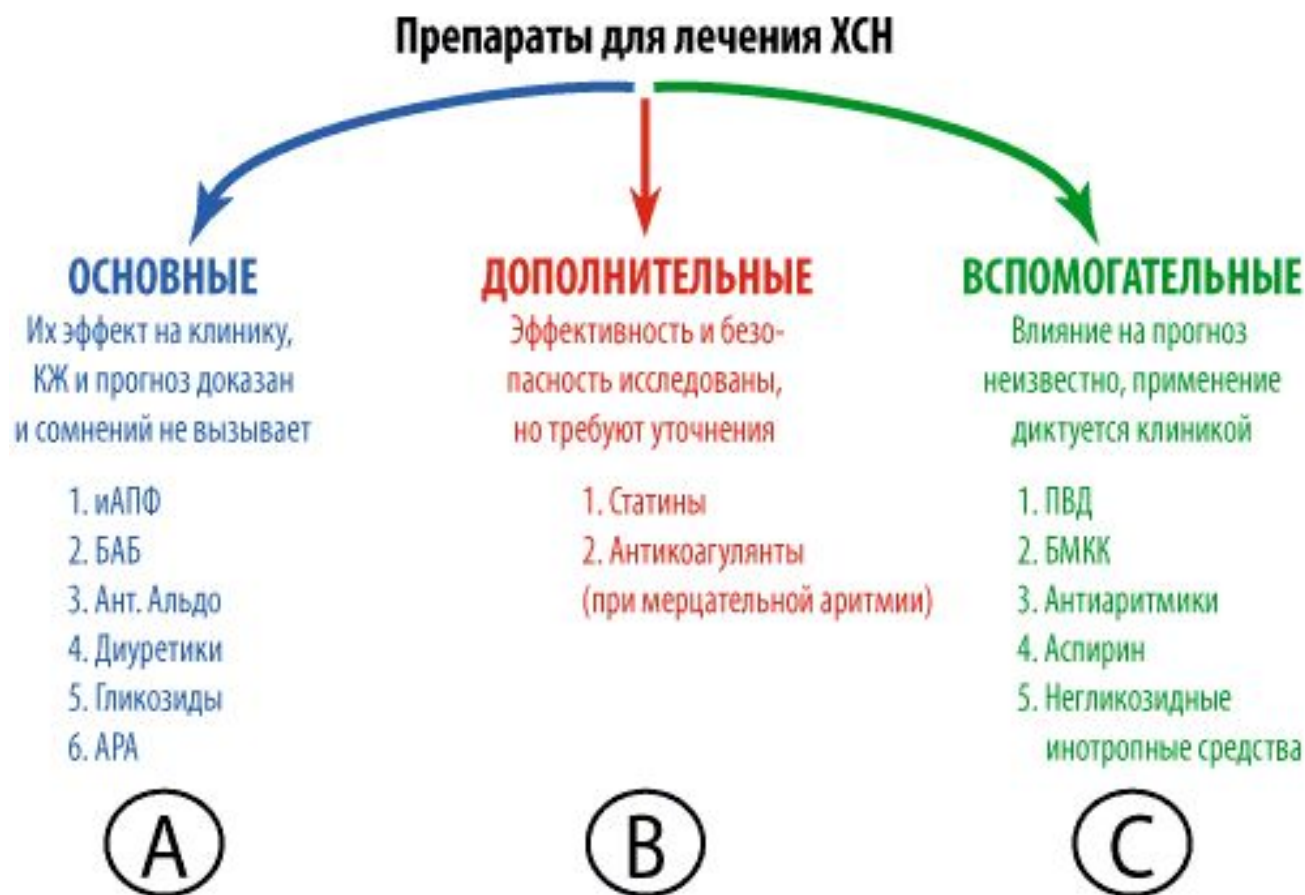 Препараты для лечения ХСН
ОСНОВНЫЕ
Их эффект на клинику,
КЖ и прогноз доказан
и сомнений не вызывает
1. иАПФ
2. БАБ
3. Ант. Альдо
4. Диуретики
5. Гликозиды
6. АРА
A
ДОПОЛНИТЕЛЬНЫЕ
Эффективность и безо-
пасность исследованы,
но требуют уточнения
1. Статины
2. Антикоагулянты
(при мерцательной аритмии)
B
ВСПОМОГАТЕЛЬНЫЕ
Влияние на прогноз
неизвестно, применение
диктуется клиникой
1. ПВД
2. БМКК
3. Антиаритмики
4. Аспирин
5. Негликозидные
инотропные средства
C